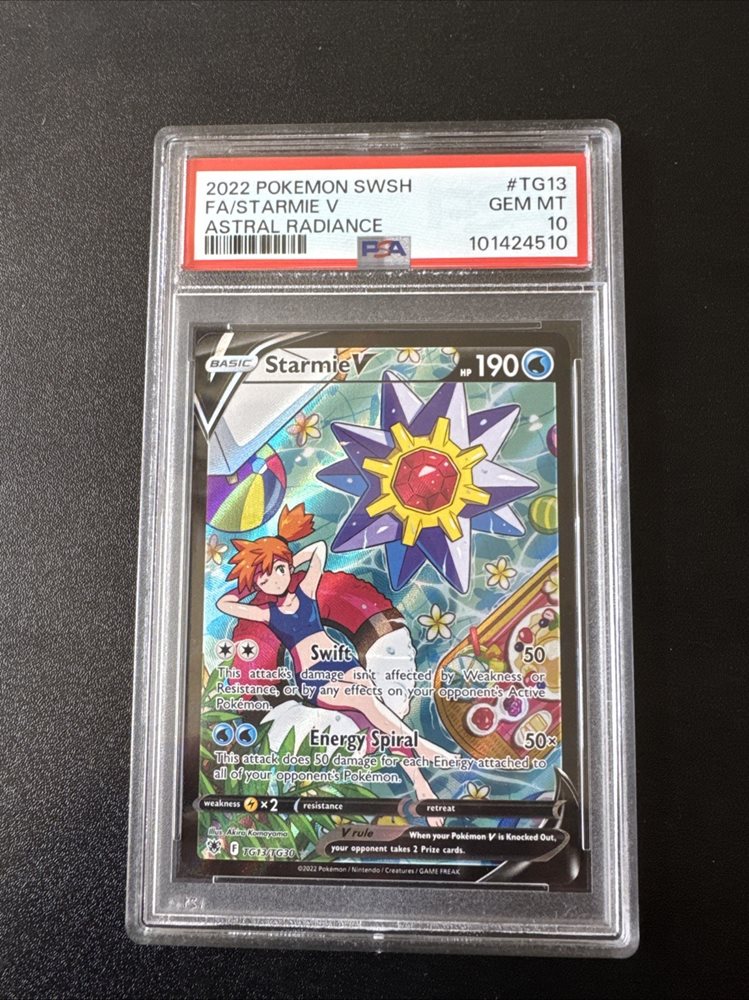 2022 POKEMON SWSH #TG13
FA/STARMIE V GEM MT
ASTRAL RADIANCE 10
PSA 101424510
BASIC Starmie V HP 190
Swift 50
This attack's damage isn't affected by Weakness or
Resistance, or by any effects on your opponent's Active
Pokémon.
Energy Spiral 50×
This attack does 50 damage for each Energy attached to
all of your opponent's Pokémon.
weakness ×2 resistance retreat
Illus. Akira Komayama
V rule When your Pokémon V is Knocked Out,
your opponent takes 2 Prize cards.
F TG13/TG30
©2022 Pokémon / Nintendo / Creatures / GAME FREAK